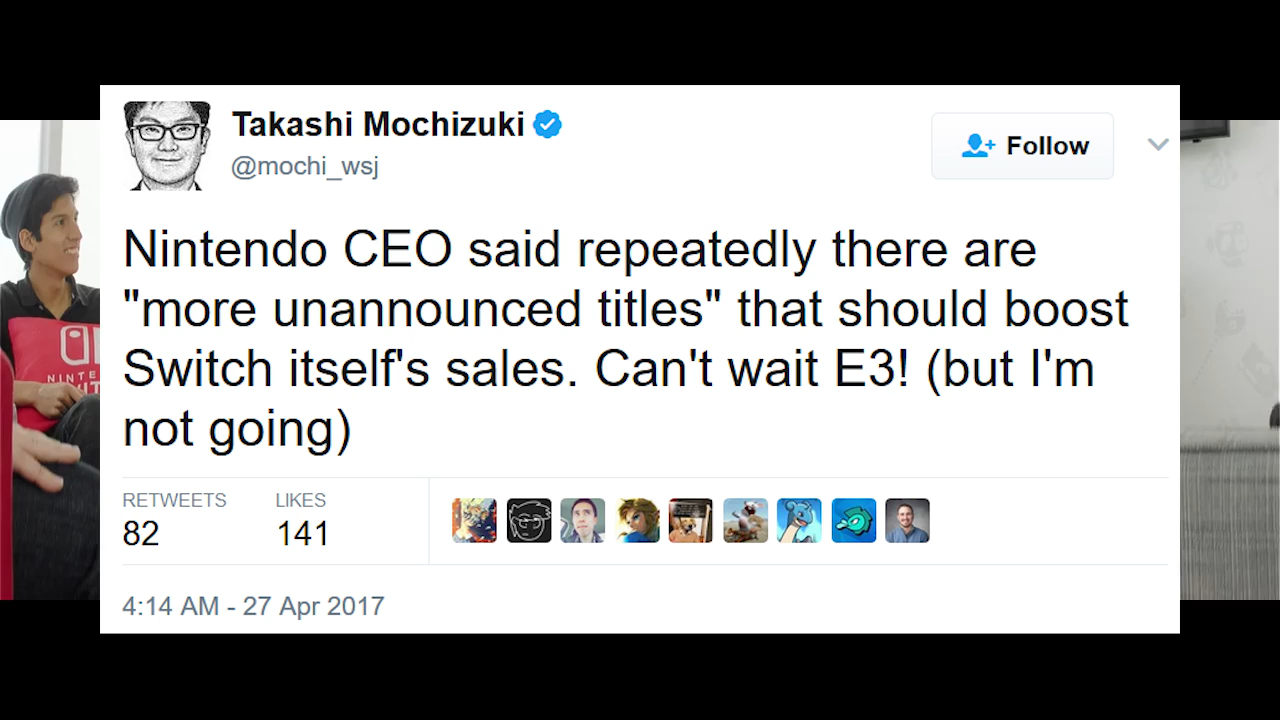 Takashi Mochizuki
@mochi_wsj
Follow
Nintendo CEO said repeatedly there are
"more unannounced titles" that should boost
Switch itself's sales. Can't wait E3! (but I'm
not going)
RETWEETS
LIKES
82
141
4:14 AM - 27 Apr 2017
NINTE